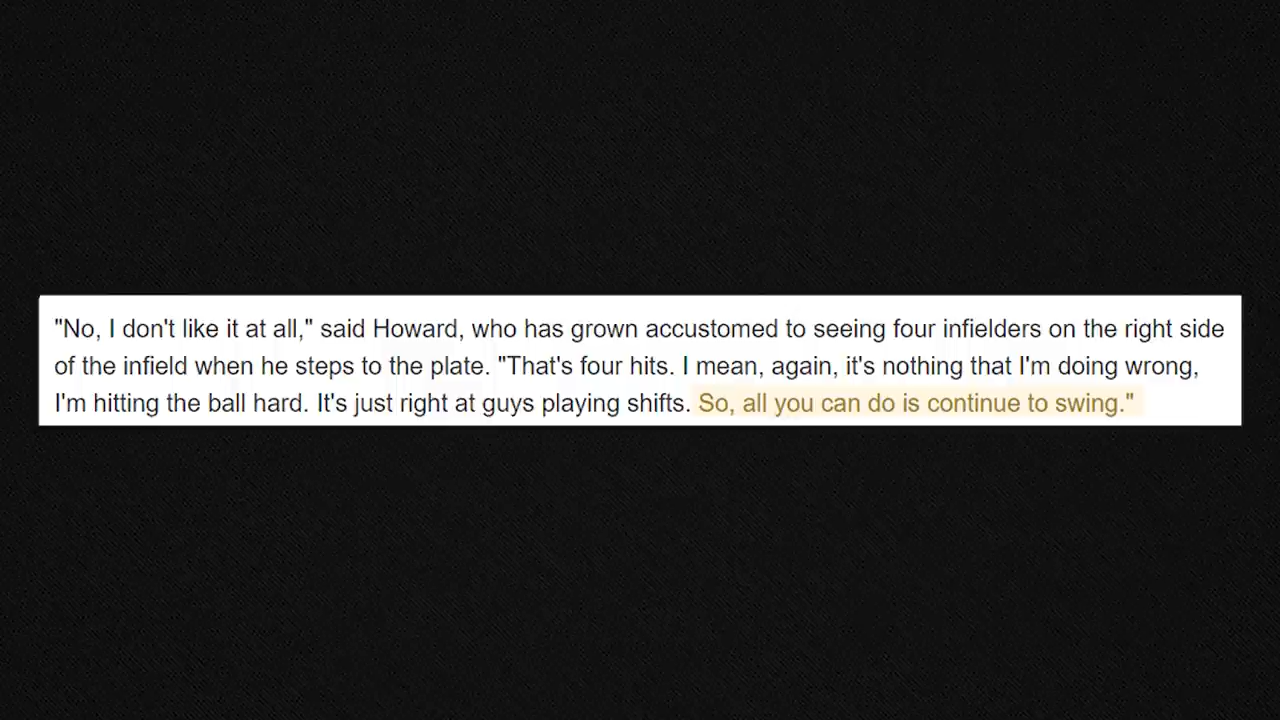 "No, I don't like it at all," said Howard, who has grown accustomed to seeing four infielders on the right side
of the infield when he steps to the plate. "That's four hits. I mean, again, it's nothing that I'm doing wrong,
I'm hitting the ball hard. It's just right at guys playing shifts. So, all you can do is continue to swing."